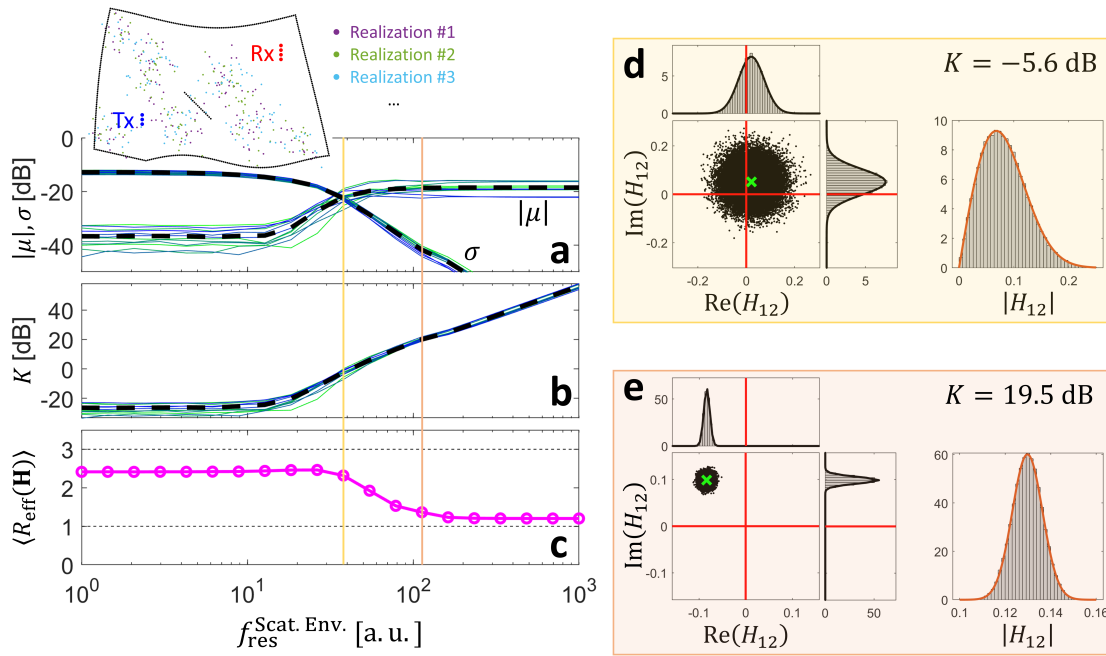 Rx
Tx
Realization #1
Realization #2
Realization #3
...
0
-20
-40
|μ|, σ [dB]
|μ|
σ
a
40
20
0
-20
K [dB]
b
3
2
1
0
⟨R_eff(H)⟩
c
10^0 10^1 10^2 10^3
f_res^Scat. Env. [a. u.]
d
K = −5.6 dB
5
0
0.2
0
-0.2
Im(H_12)
-0.2 0 0.2
Re(H_12)
0 5
10
8
6
4
2
0
0 0.1 0.2
|H_12|
e
K = 19.5 dB
50
0
0.1
0
-0.1
Im(H_12)
-0.1 0 0.1
Re(H_12)
0 50
60
40
20
0
0.1 0.12 0.14 0.16
|H_12|